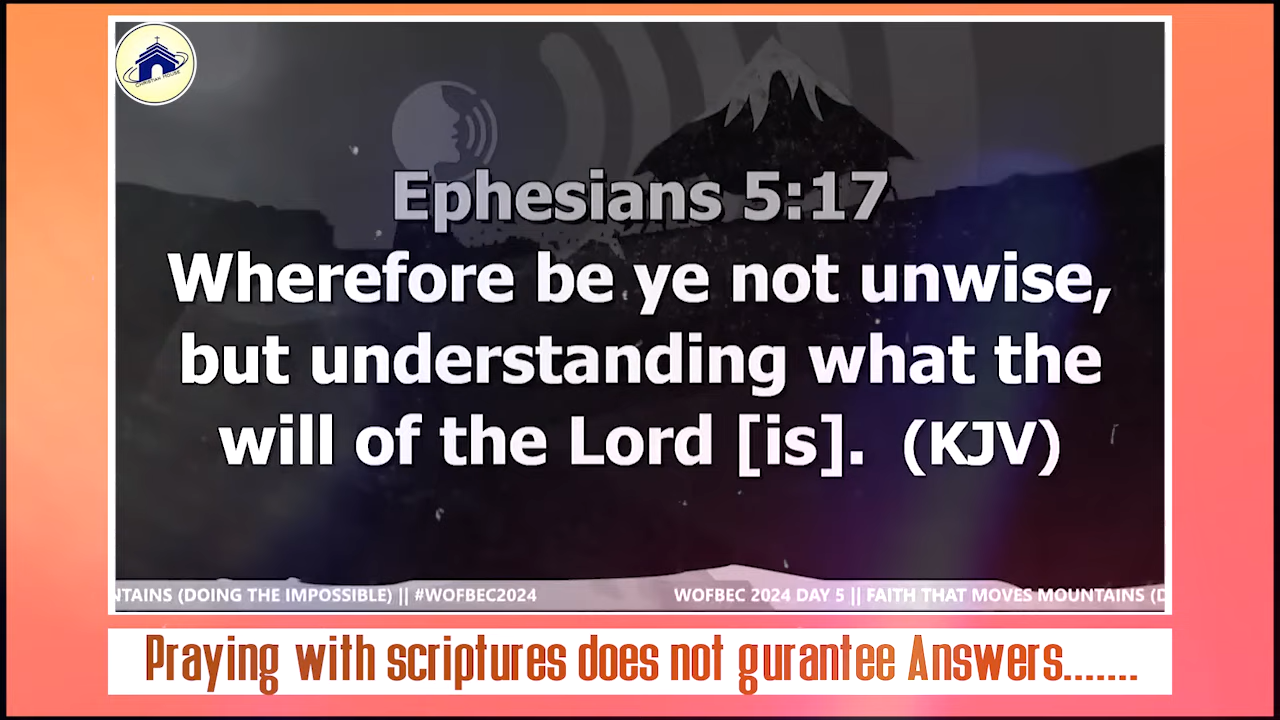 CHRISTIAN HOUSE
Ephesians 5:17
Wherefore be ye not unwise,
but understanding what the
will of the Lord [is]. (KJV)
NTAINS (DOING THE IMPOSSIBLE) || #WOFBEC2024 WOFBEC 2024 DAY 5 || FAITH THAT MOVES MOUNTAINS (D
Praying with scriptures does not gurantee Answers.......